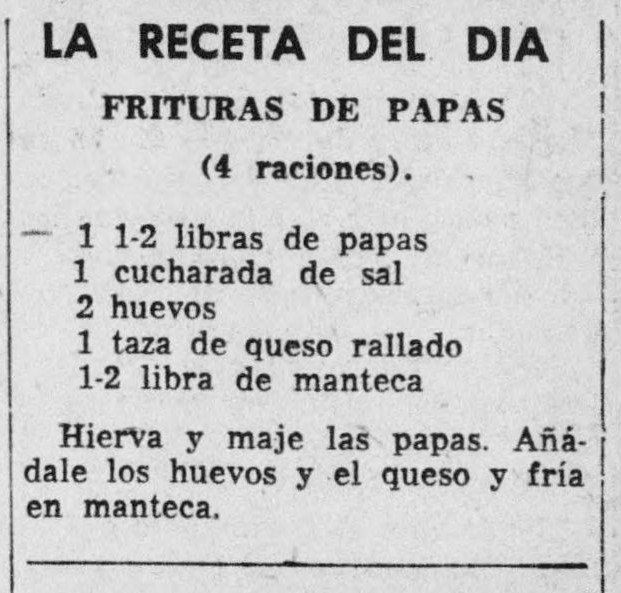 LA RECETA DEL DIA
FRITURAS DE PAPAS
(4 raciones).
1 1-2 libras de papas
1 cucharada de sal
2 huevos
1 taza de queso rallado
1-2 libra de manteca
Hierva y maje las papas. Añá-
dale los huevos y el queso y fría
en manteca.